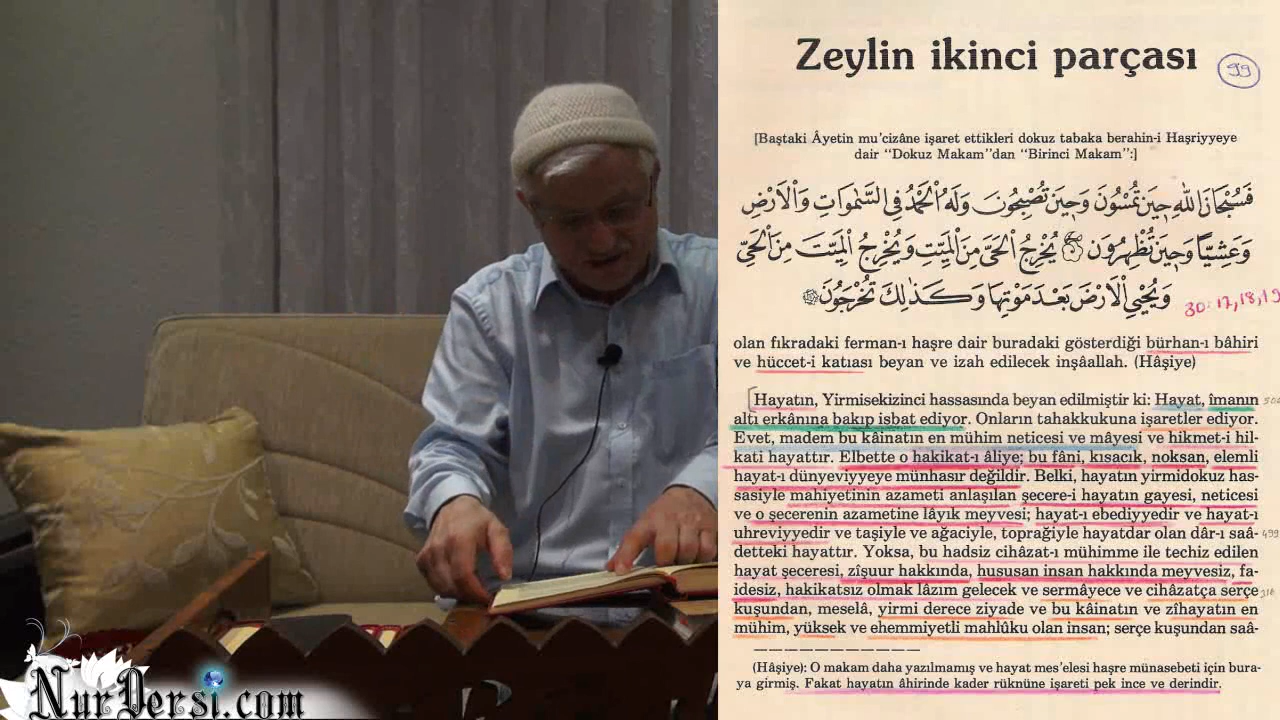 Zeylin ikinci parçası
99
[Baştaki Âyetin mu'cizâne işaret ettikleri dokuz tabaka berahin-i Haşriyyeye
dair "Dokuz Makam"dan "Birinci Makam":]
فَسُبْحَانَ اللّٰهِ حِينَ تُمْسُونَ وَحِينَ تُصْبِحُونَ وَلَهُ الْحَمْدُ فِى السَّمٰوَاتِ وَالْاَرْضِ
وَعَشِيًّا وَحِينَ تُظْهِرُونَ يُخْرِجُ الْحَىَّ مِنَ الْمَيِّتِ وَيُخْرِجُ الْمَيِّتَ مِنَ الْحَىِّ
وَيُحْيِى الْاَرْضَ بَعْدَ مَوْتِهَا وَكَذٰلِكَ تُخْرَجُونَ
30:17,18,19
olan fıkradaki ferman-ı haşre dair buradaki gösterdiği bürhan-ı bâhiri
ve hüccet-i katıası beyan ve izah edilecek inşâallah. (Hâşiye)
Hayatın, Yirmisekizinci hassasında beyan edilmiştir ki: Hayat, îmanın
altı erkânına bakıp isbat ediyor. Onların tahakkukuna işaretler ediyor.
Evet, madem bu kâinatın en mühim neticesi ve mâyesi ve hikmet-i hil-
kati hayattır. Elbette o hakikat-ı âliye; bu fâni, kısacık, noksan, elemli
hayat-ı dünyeviyyeye münhasır değildir. Belki, hayatın yirmidokuz has-
sasiyle mahiyetinin azameti anlaşılan şecere-i hayatın gayesi, neticesi
ve o şecerenin azametine lâyık meyvesi; hayat-ı ebediyyedir ve hayat-ı
uhreviyyedir ve taşiyle ve ağaciyle, toprağiyle hayatdar olan dâr-ı saâ-
detteki hayattır. Yoksa, bu hadsiz cihâzat-ı mühimme ile techiz edilen
hayat şeceresi, zîşuur hakkında, hususan insan hakkında meyvesiz, fa-
idesiz, hakikatsız olmak lâzım gelecek ve sermâyece ve cihâzatça serçe
kuşundan, meselâ, yirmi derece ziyade ve bu kâinatın ve zîhayatın en
mühim, yüksek ve ehemmiyetli mahlûku olan insan; serçe kuşundan saâ-
(Hâşiye): O makam daha yazılmamış ve hayat mes'elesi haşre münasebeti için bura-
ya girmiş. Fakat hayatın âhirinde kader rüknüne işareti pek ince ve derindir.
NurDersi.com